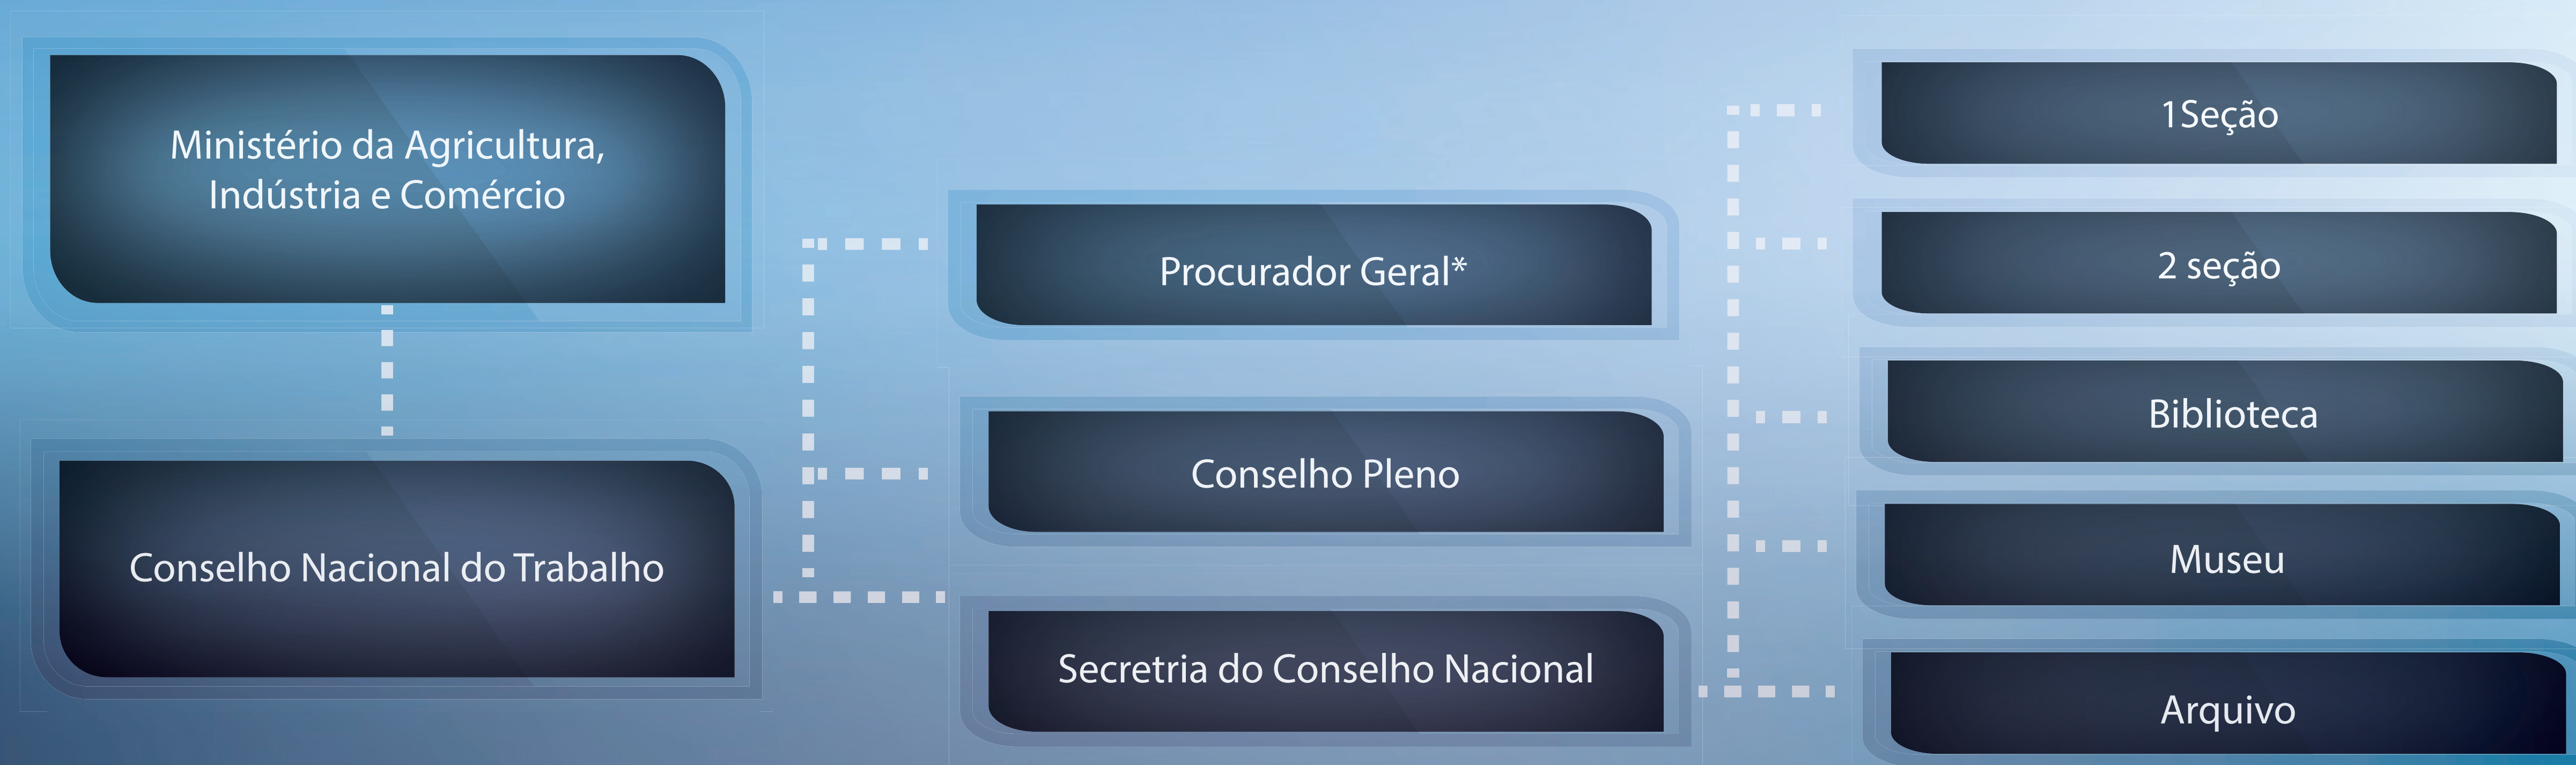 Ministério da Agricultura,
Indústria e Comércio
Conselho Nacional do Trabalho
Procurador Geral*
Conselho Pleno
Secretria do Conselho Nacional
1Seção
2 seção
Biblioteca
Museu
Arquivo